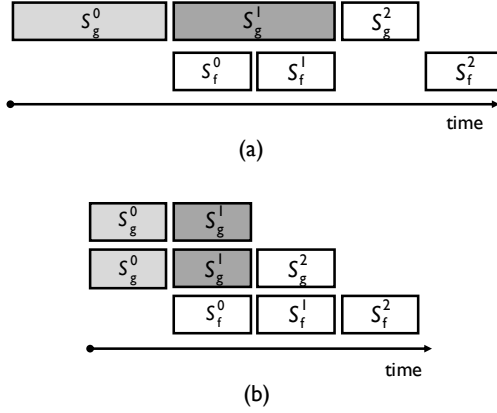 S_g^0 S_g^1 S_g^2
S_f^0 S_f^1 S_f^2
time
(a)
S_g^0 S_g^1
S_g^0 S_g^1 S_g^2
S_f^0 S_f^1 S_f^2
time
(b)